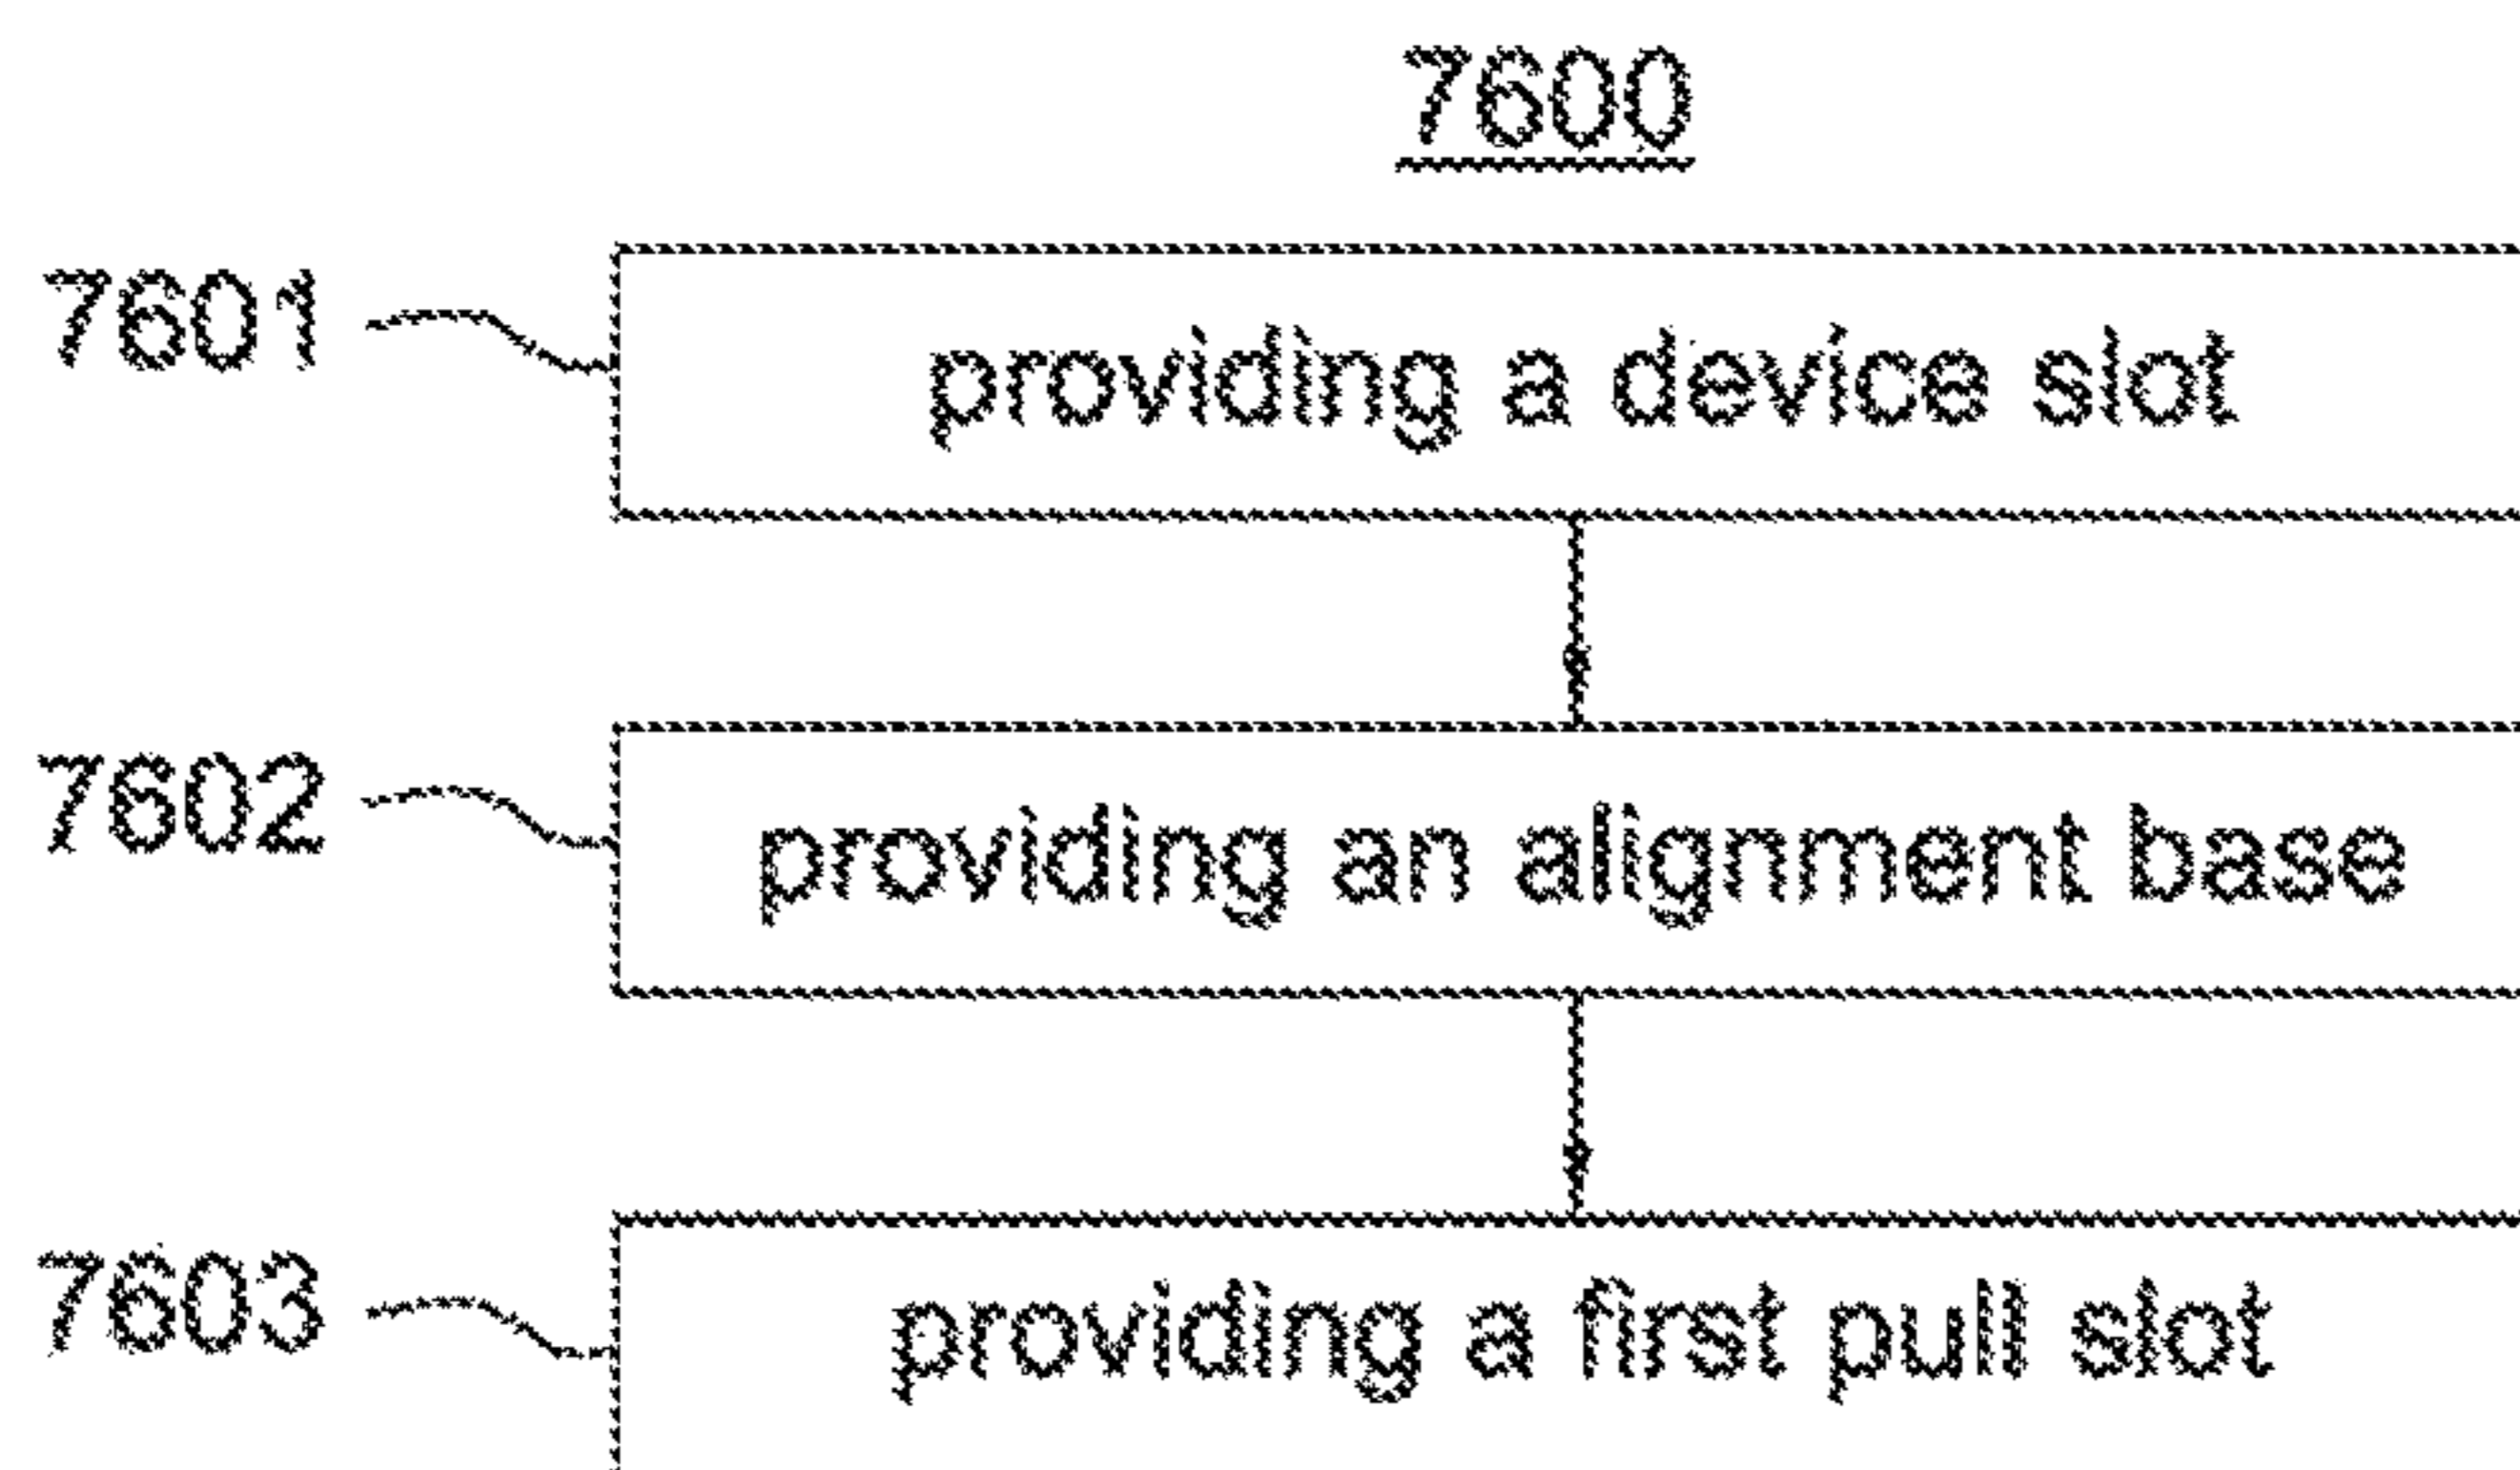 7600
7601 providing a device slot
7602 providing an alignment base
7603 providing a first pull slot